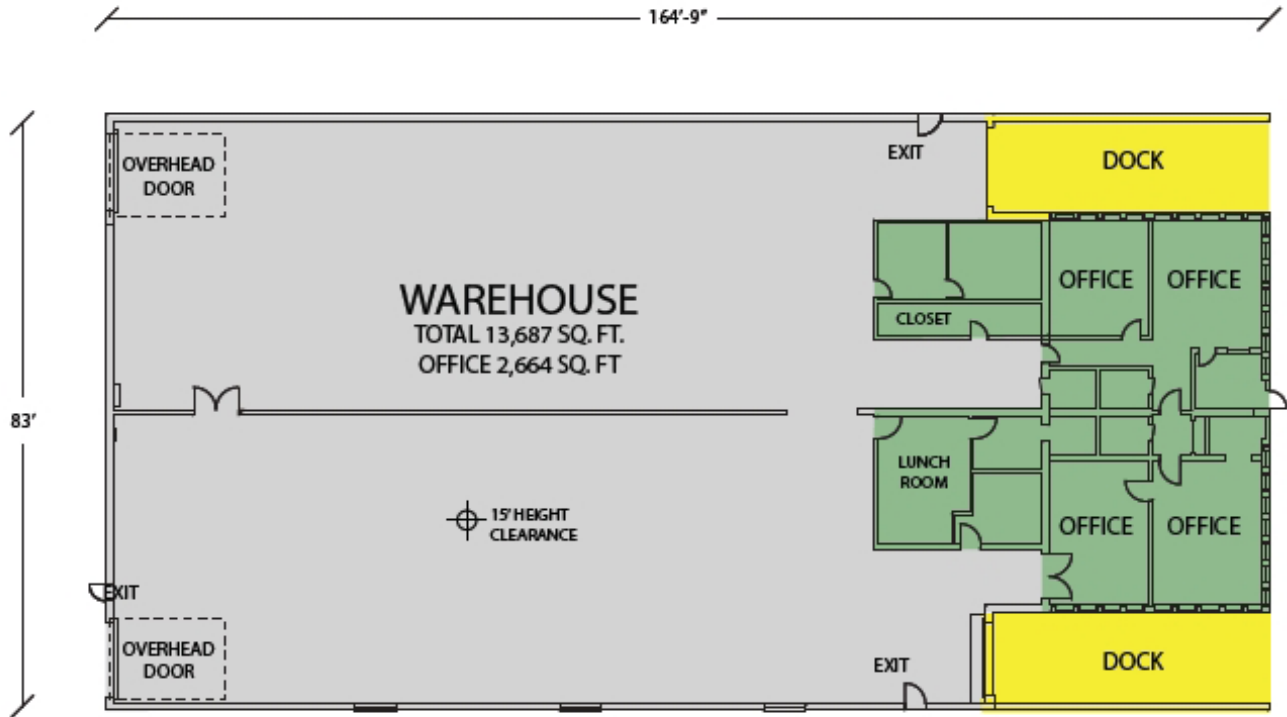 164'-9"
OVERHEAD
DOOR
EXIT
DOCK
WAREHOUSE
TOTAL 13,687 SQ. FT.
OFFICE 2,664 SQ. FT
OFFICE
OFFICE
CLOSET
83'
LUNCH
ROOM
15' HEIGHT
CLEARANCE
OFFICE
OFFICE
EXIT
OVERHEAD
DOOR
EXIT
DOCK